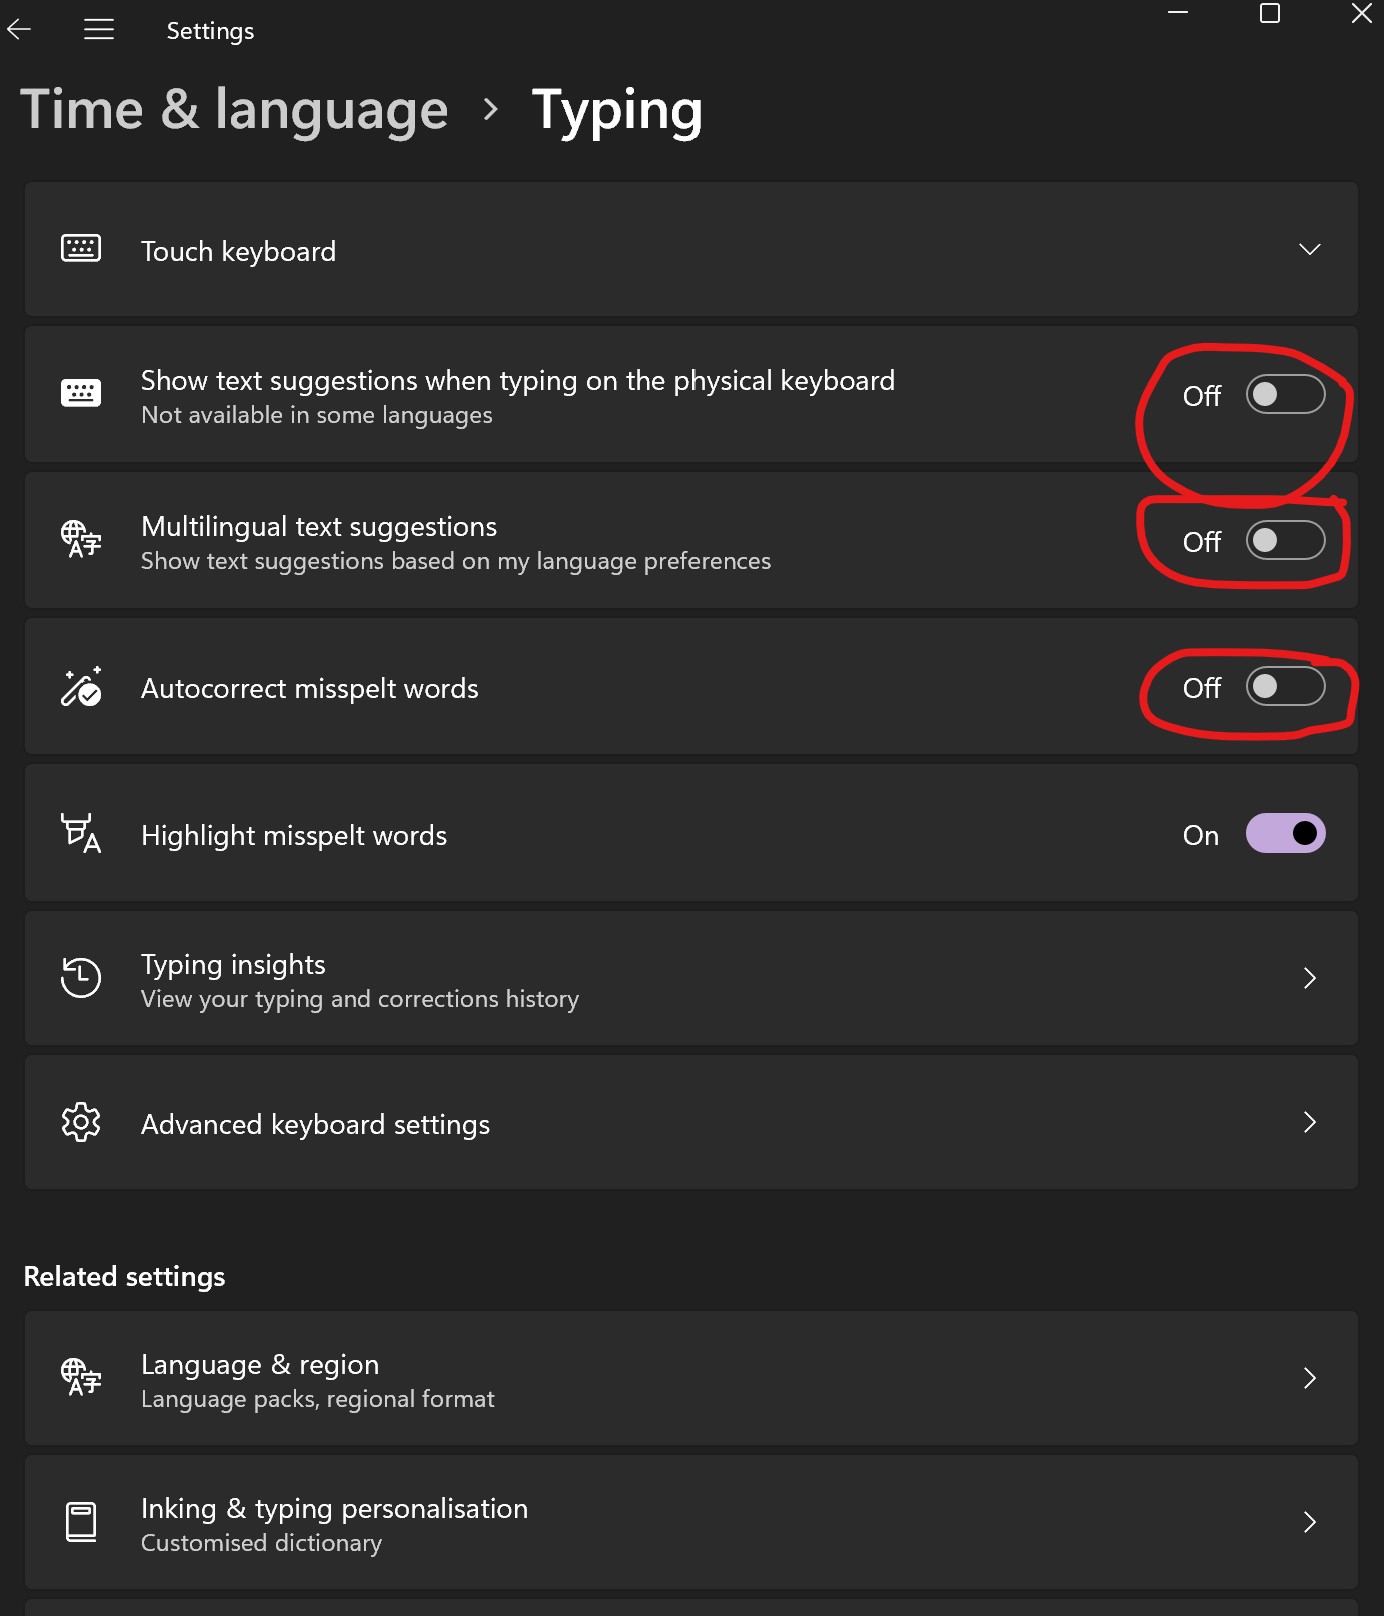 Settings
Time & language > Typing
Touch keyboard
Show text suggestions when typing on the physical keyboard
Not available in some languages
Off
Multilingual text suggestions
Show text suggestions based on my language preferences
Off
Autocorrect misspelt words
Off
Highlight misspelt words
On
Typing insights
View your typing and corrections history
Advanced keyboard settings
Related settings
Language & region
Language packs, regional format
Inking & typing personalisation
Customised dictionary